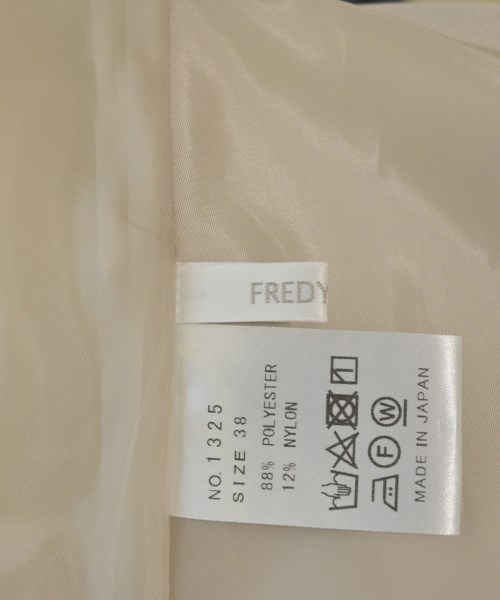 FREDY
NO. 1325
SIZE 38
88% POLYESTER
12% NYLON
F W
MADE IN JAPAN